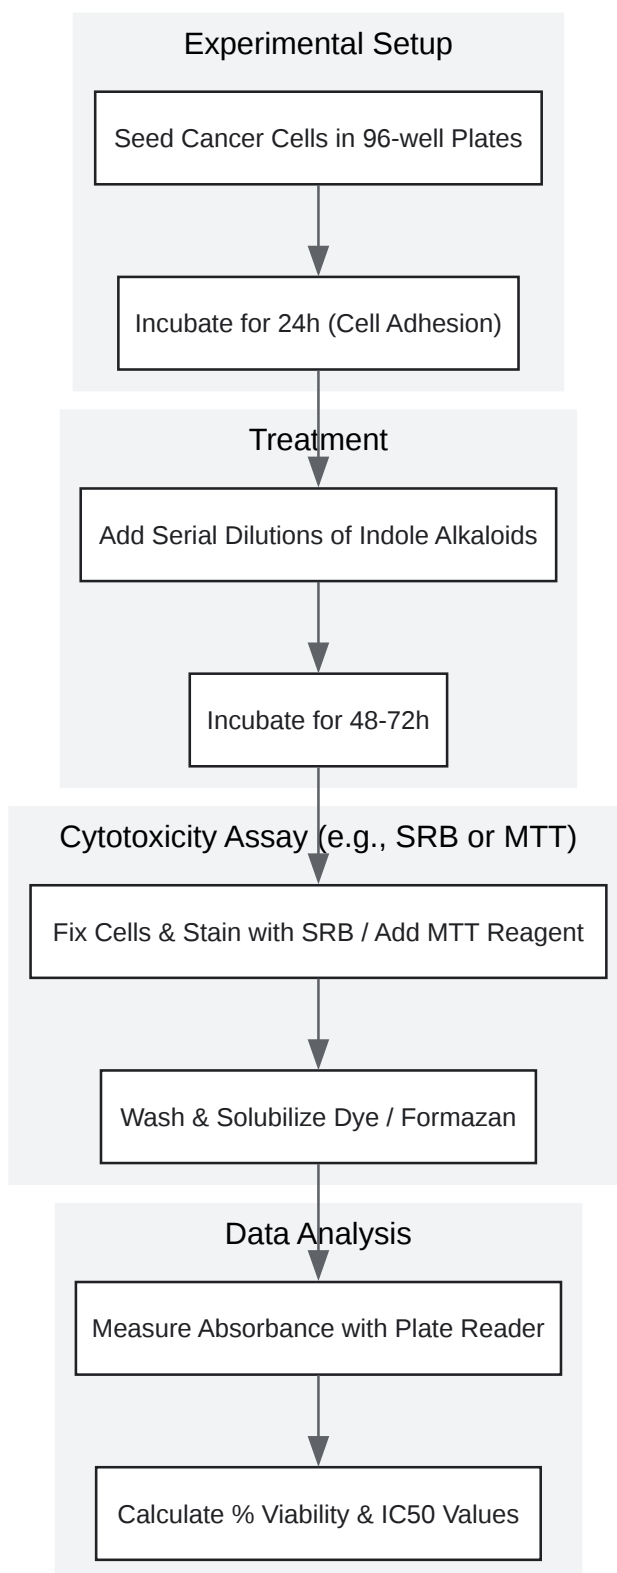 Experimental Setup
Seed Cancer Cells in 96-well Plates
Incubate for 24h (Cell Adhesion)
Treatment
Add Serial Dilutions of Indole Alkaloids
Incubate for 48-72h
Cytotoxicity Assay (e.g., SRB or MTT)
Fix Cells & Stain with SRB / Add MTT Reagent
Wash & Solubilize Dye / Formazan
Data Analysis
Measure Absorbance with Plate Reader
Calculate % Viability & IC50 Values